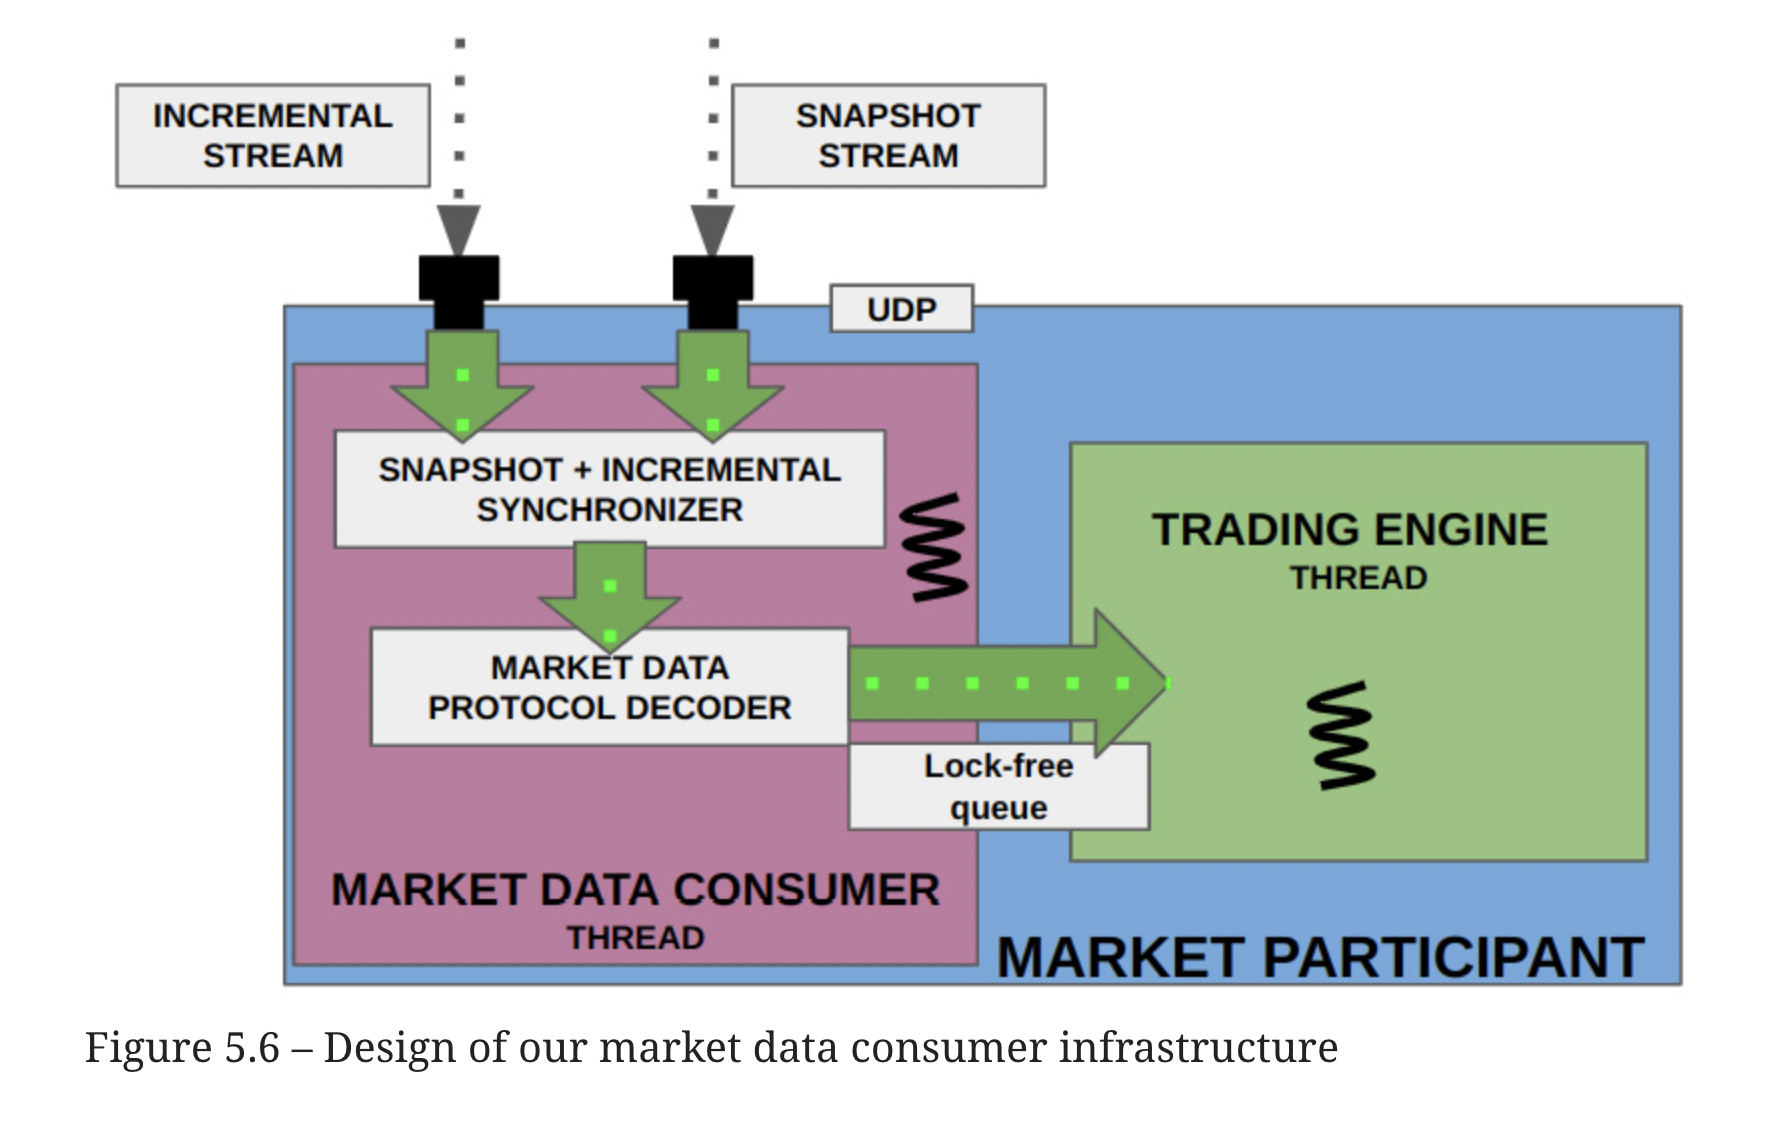 INCREMENTAL
STREAM
SNAPSHOT
STREAM
UDP
SNAPSHOT + INCREMENTAL
SYNCHRONIZER
MARKET DATA
PROTOCOL DECODER
Lock-free
queue
TRADING ENGINE
THREAD
MARKET DATA CONSUMER
THREAD
MARKET PARTICIPANT
Figure 5.6 – Design of our market data consumer infrastructure